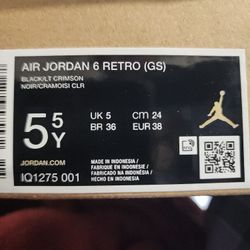 AIR JORDAN 6 RETRO (GS)
BLACK/LT CRIMSON
NOIR/CRAMOISI CLR
5 5 Y
UK 5 CM 24
BR 36 EUR 38
JORDAN.COM
IQ1275 001
MADE IN INDONESIA /
FABRIQUÉ EN INDONÉSIE /
FABRICADO NA INDONÉSIA /
HECHO EN INDONESIA